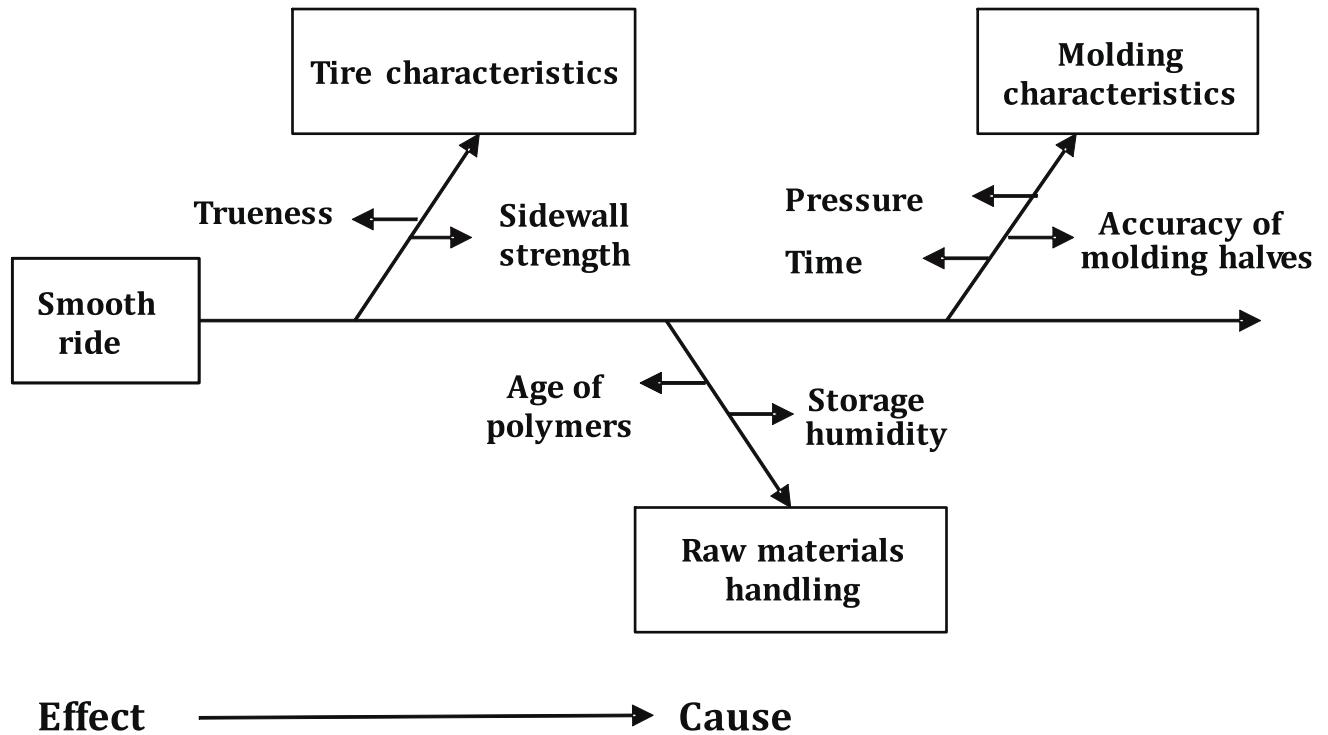 Tire characteristics
Molding
characteristics
Trueness
Sidewall
strength
Pressure
Time
Accuracy of
molding halves
Smooth
ride
Age of
polymers
Storage
humidity
Raw materials
handling
Effect
Cause